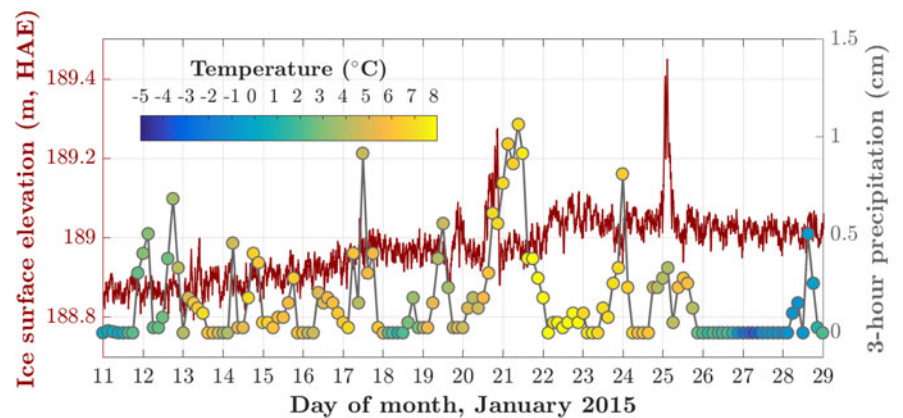 Temperature (°C)
-5 -4 -3 -2 -1 0 1 2 3 4 5 6 7 8
Ice surface elevation (m, HAE)
189.4
189.2
189
188.8
1.5
1
0.5
0
3-hour precipitation (cm)
11 12 13 14 15 16 17 18 19 20 21 22 23 24 25 26 27 28 29
Day of month, January 2015